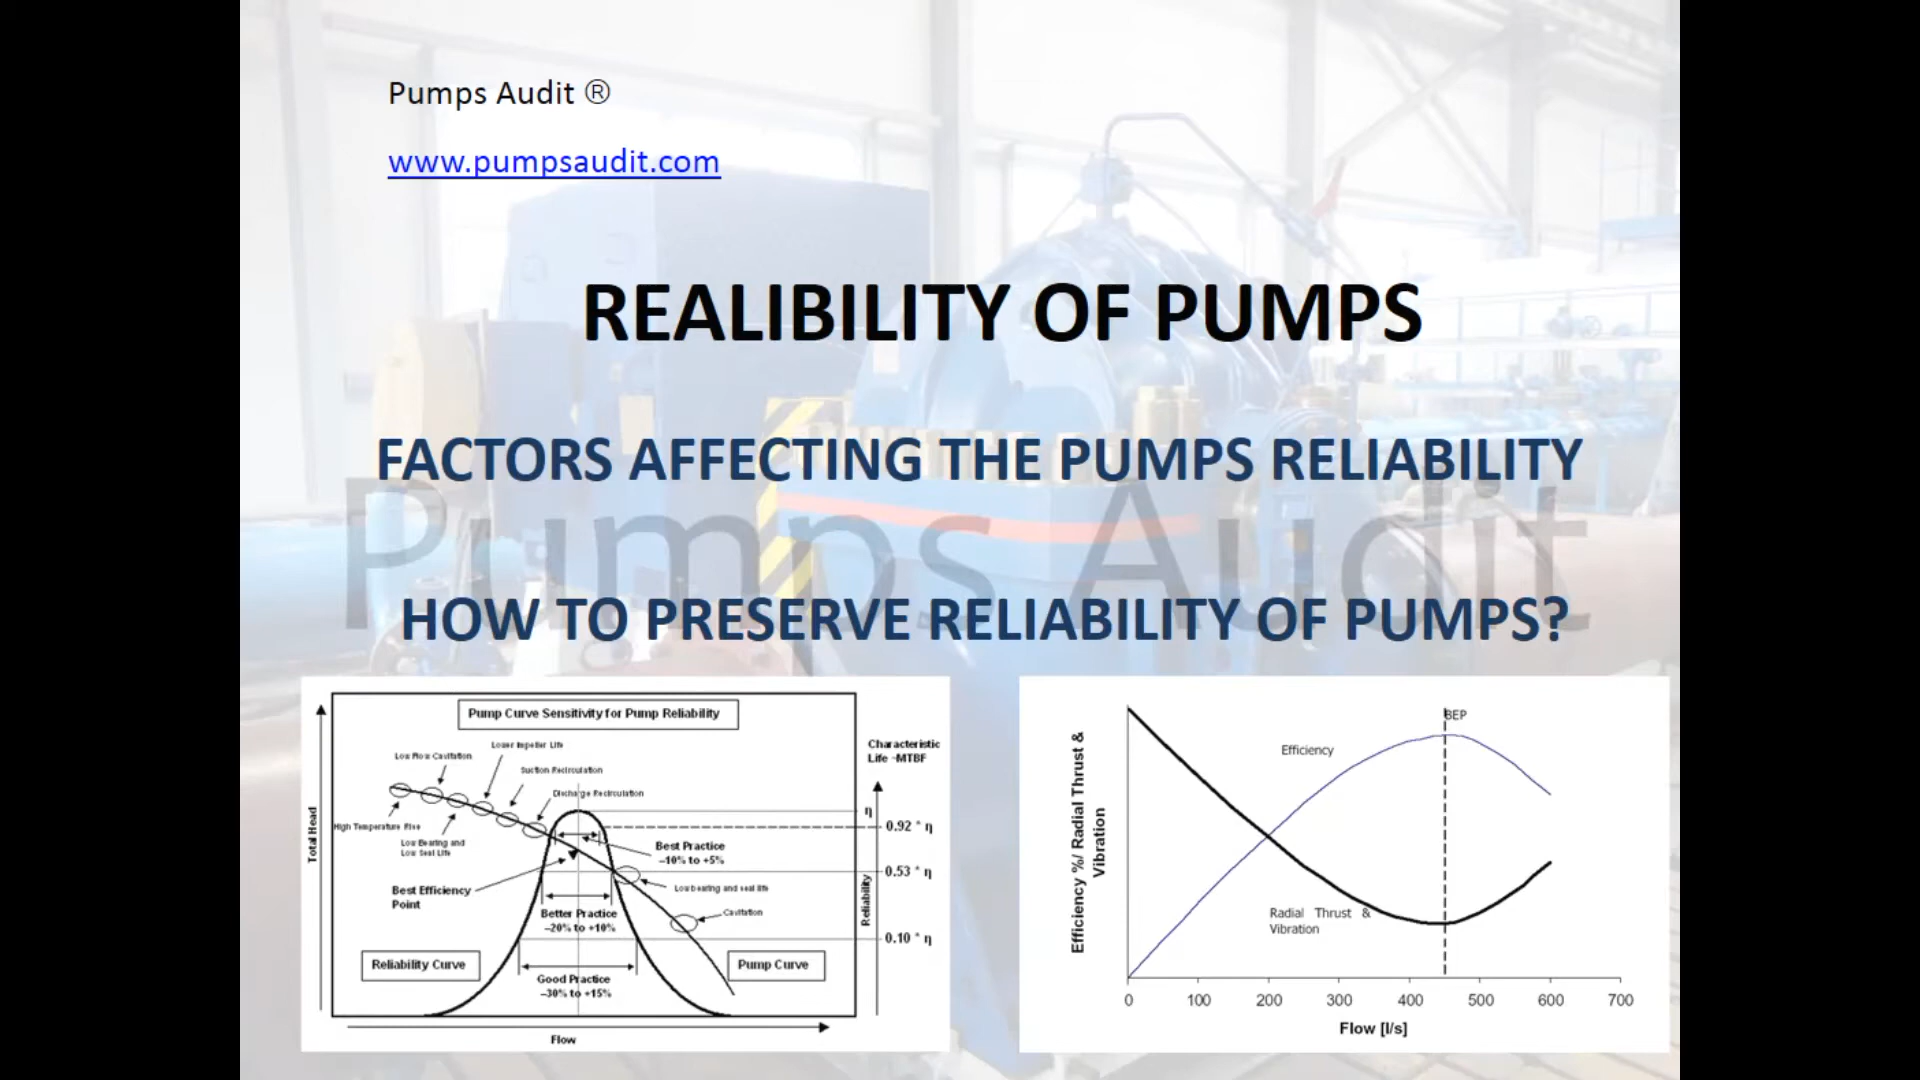 Pumps Audit ®
www.pumpsaudit.com
REALIBILITY OF PUMPS
FACTORS AFFECTING THE PUMPS RELIABILITY
Pumps Audit
HOW TO PRESERVE RELIABILITY OF PUMPS?
Pump Curve Sensitivity for Pump Reliability
Low Flow Cavitation
Lower Impeller Life
Suction Recirculation
Discharge Recirculation
High Temperature Rise
Low Bearing and
Low Seal Life
Total Head
Characteristic
Life -MTBF
η
0.92 * η
0.53 * η
0.10 * η
Reliability
Best Practice
–10% to +5%
Best Efficiency
Point
Low bearing and seal life
Cavitation
Better Practice
–20% to +10%
Reliability Curve
Pump Curve
Good Practice
–30% to +15%
Flow
Efficiency %/ Radial Thrust &
Vibration
BEP
Efficiency
Radial Thrust &
Vibration
0 100 200 300 400 500 600 700
Flow [l/s]